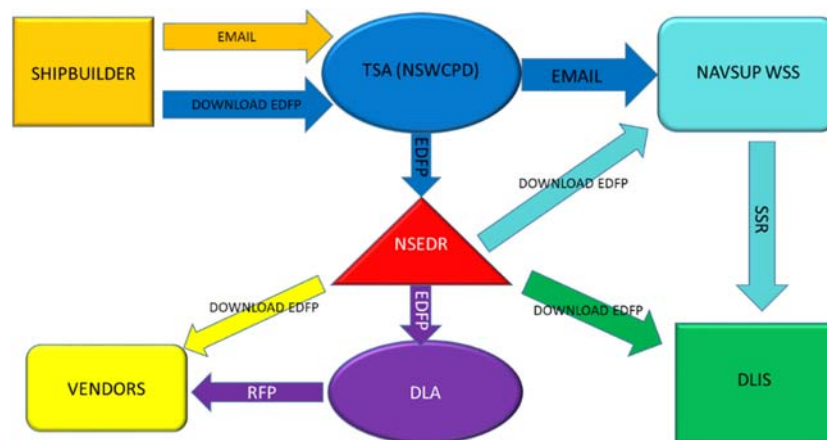 SHIPBUILDER
EMAIL
DOWNLOAD EDFP
TSA (NSWCPD)
EMAIL
NAVSUP WSS
EDFP
DOWNLOAD EDFP
SSR
NSEDR
DOWNLOAD EDFP
EDFP
DOWNLOAD EDFP
VENDORS
RFP
DLA
DLIS